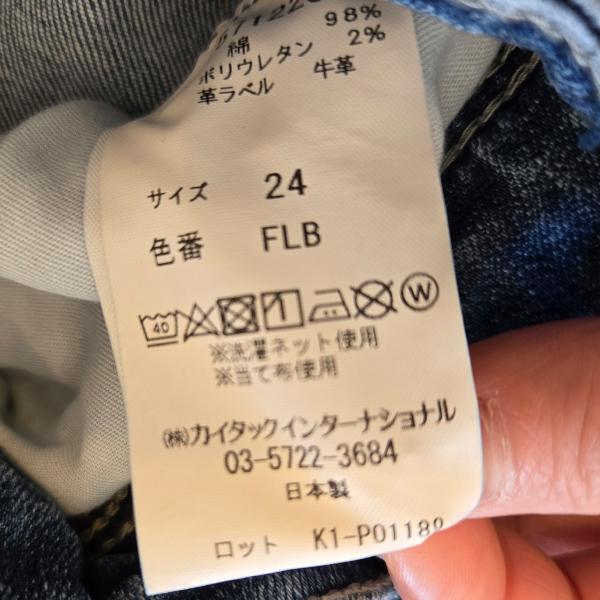 綿 98%
ポリウレタン 2%
革ラベル 牛革
サイズ 24
色番 FLB
40 W
※洗濯ネット使用
※当て布使用
㈱カイタックインターナショナル
03-5722-3684
日本製
ロット K1-P01189